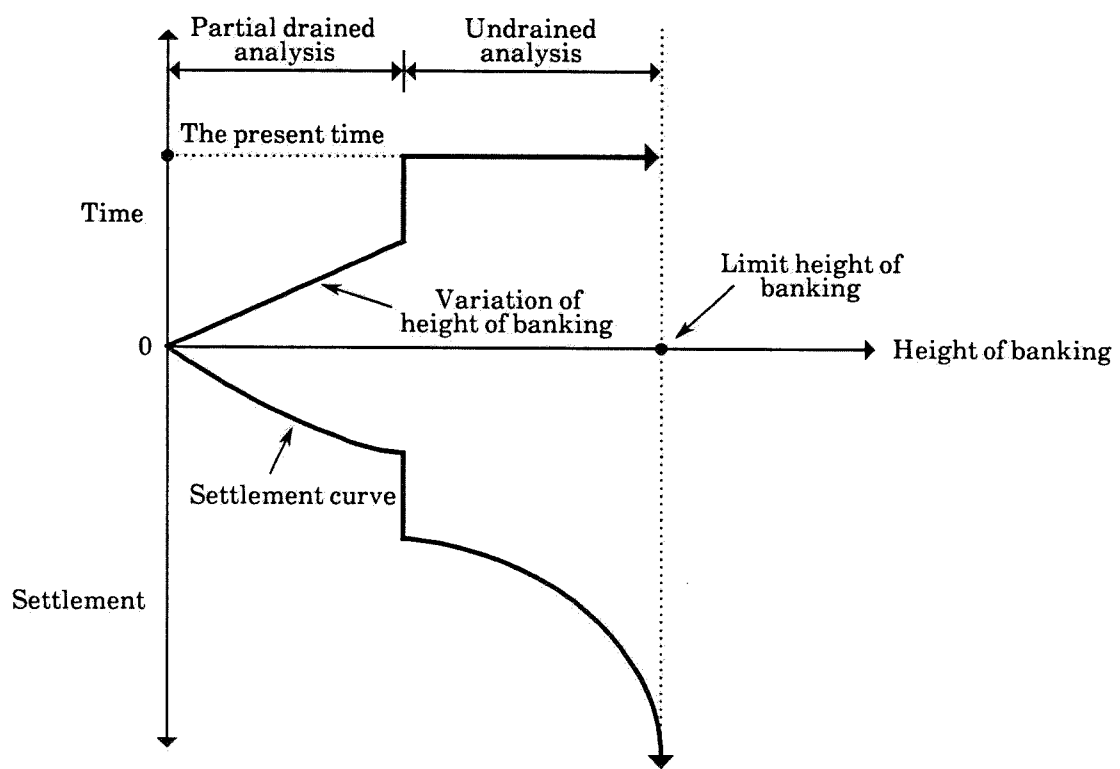 Partial drained
analysis
Undrained
analysis
The present time
Time
Limit height of
banking
Variation of
height of banking
0
Height of banking
Settlement curve
Settlement